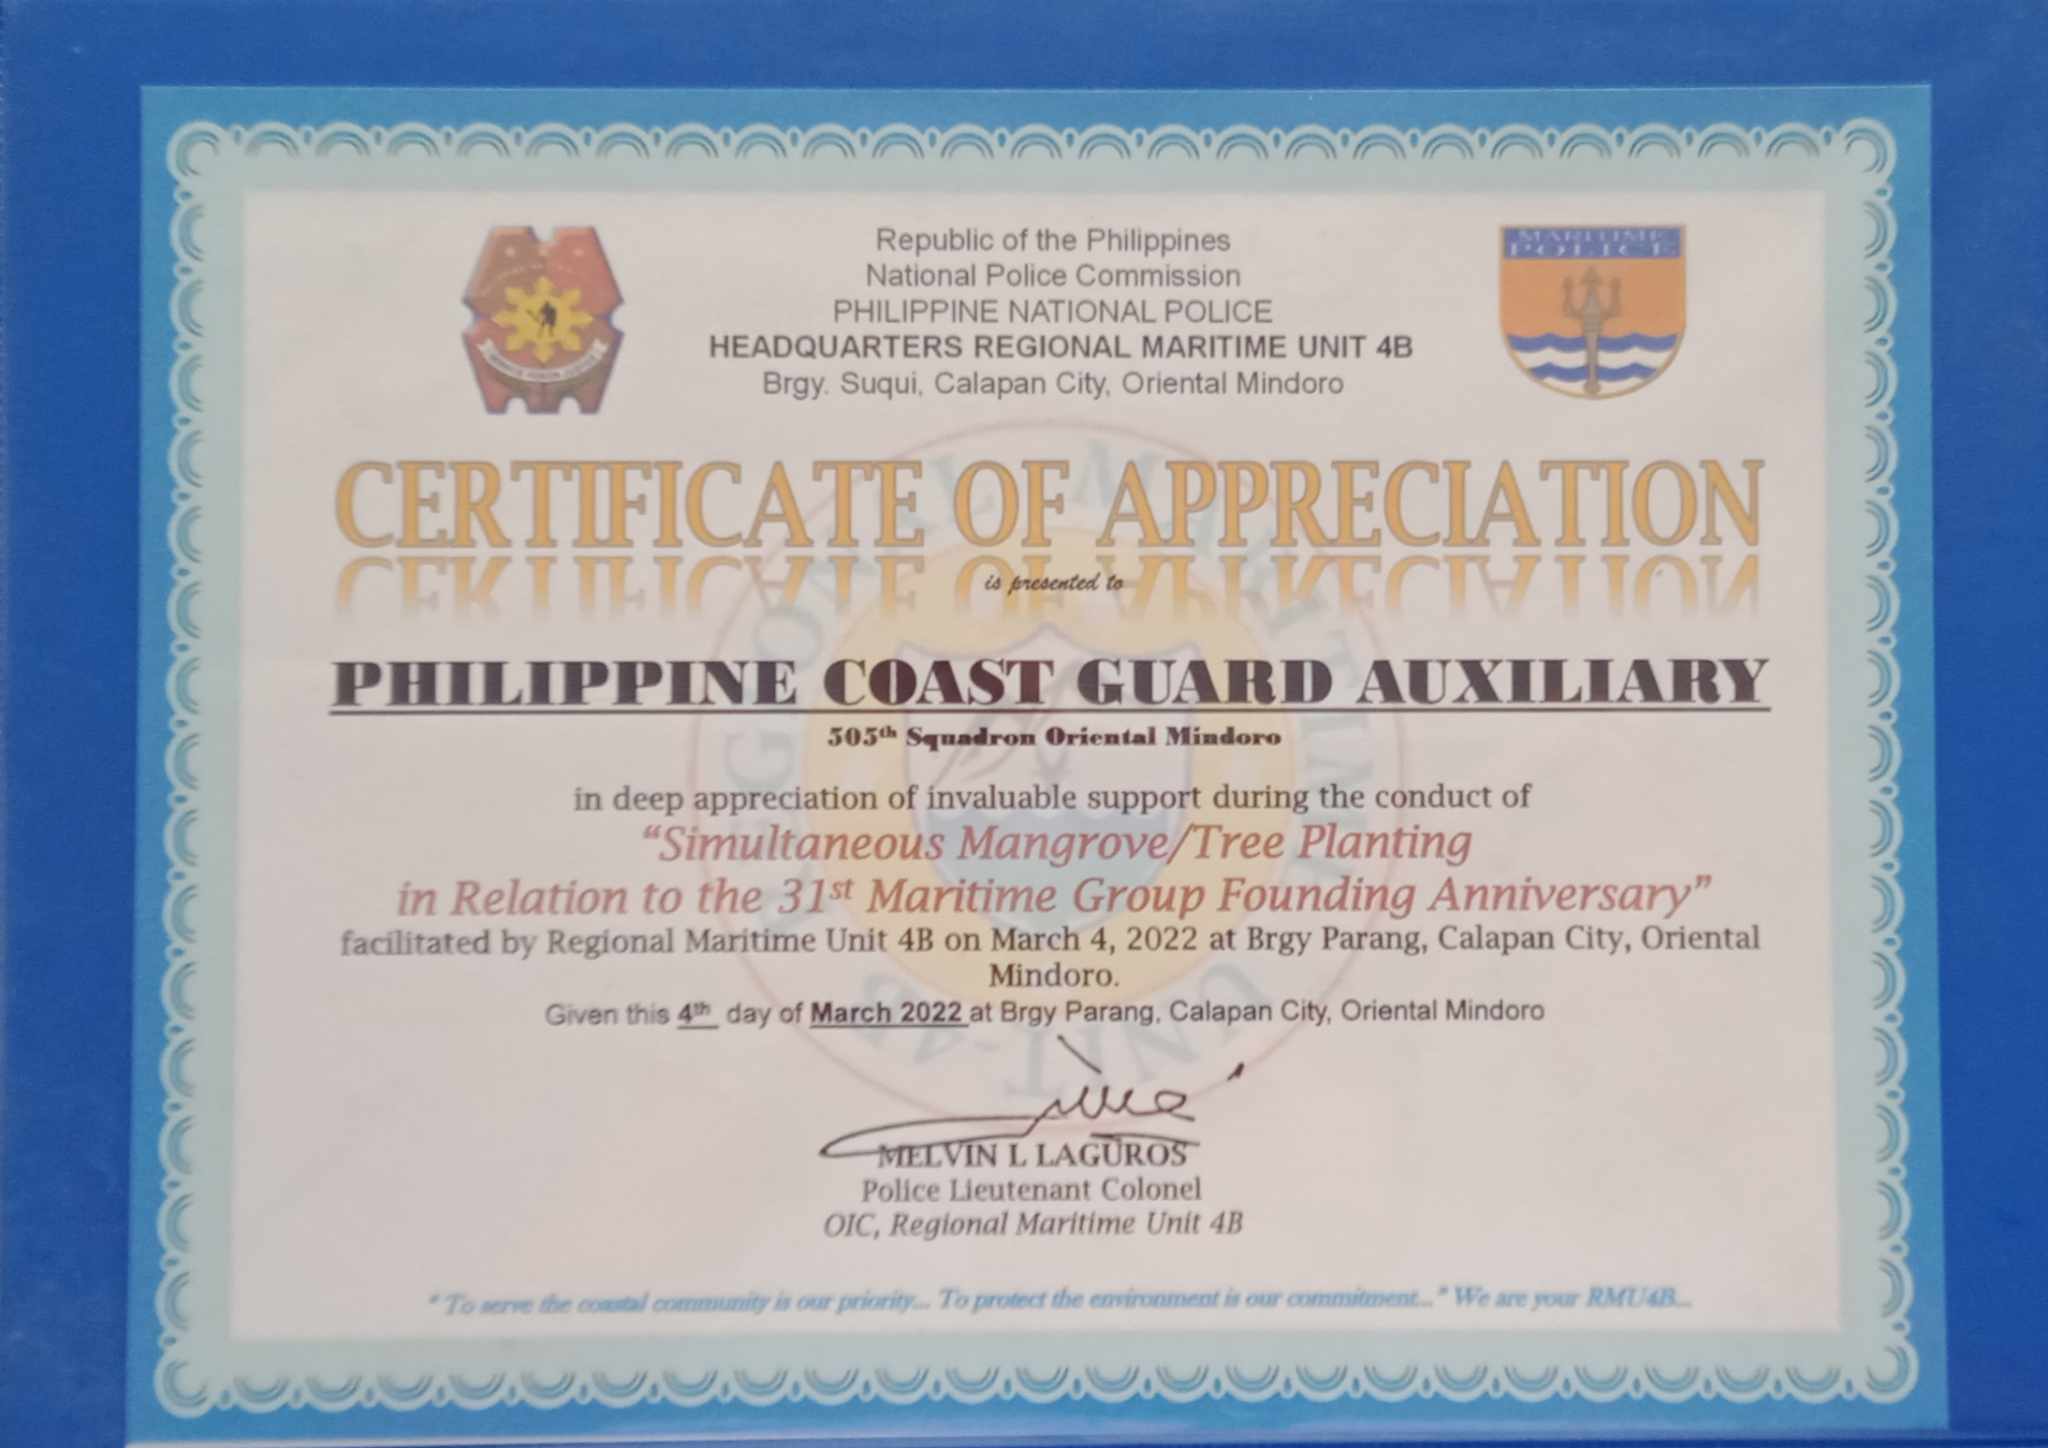 Republic of the Philippines
National Police Commission
PHILIPPINE NATIONAL POLICE
HEADQUARTERS REGIONAL MARITIME UNIT 4B
Brgy. Suqui, Calapan City, Oriental Mindoro
MARITIME
POLICE
CERTIFICATE OF APPRECIATION
is presented to
PHILIPPINE COAST GUARD AUXILIARY
505th Squadron Oriental Mindoro
in deep appreciation of invaluable support during the conduct of
“Simultaneous Mangrove/Tree Planting
in Relation to the 31st Maritime Group Founding Anniversary”
facilitated by Regional Maritime Unit 4B on March 4, 2022 at Brgy Parang, Calapan City, Oriental
Mindoro.
Given this 4th day of March 2022 at Brgy Parang, Calapan City, Oriental Mindoro
MELVIN L LAGUROS
Police Lieutenant Colonel
OIC, Regional Maritime Unit 4B
" To serve the coastal community is our priority... To protect the environment is our commitment..." We are your RMU4B...
REGIONAL MARITIME
UNIT-4B